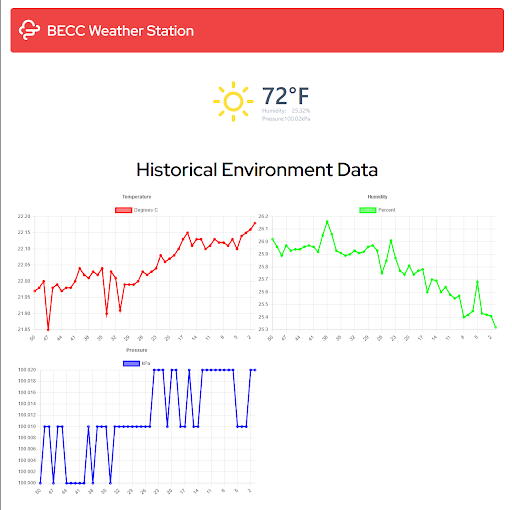 BECC Weather Station
72°F
Humidity: 25.32%
Pressure:100.02kPa
Historical Environment Data
Temperature
Degrees C
22.20
22.15
22.10
22.05
22.00
21.95
21.90
21.85
50 47 44 41 38 35 32 29 26 23 20 17 14 11 8 5 2
Humidity
Percent
26.2
26.1
26.0
25.9
25.8
25.7
25.6
25.5
25.4
25.3
50 47 44 41 38 35 32 29 26 23 20 17 14 11 8 5 2
Pressure
kPa
100.020
100.018
100.016
100.014
100.012
100.010
100.008
100.006
100.004
100.002
100.000
50 47 44 41 38 35 32 29 26 23 20 17 14 11 8 5 2